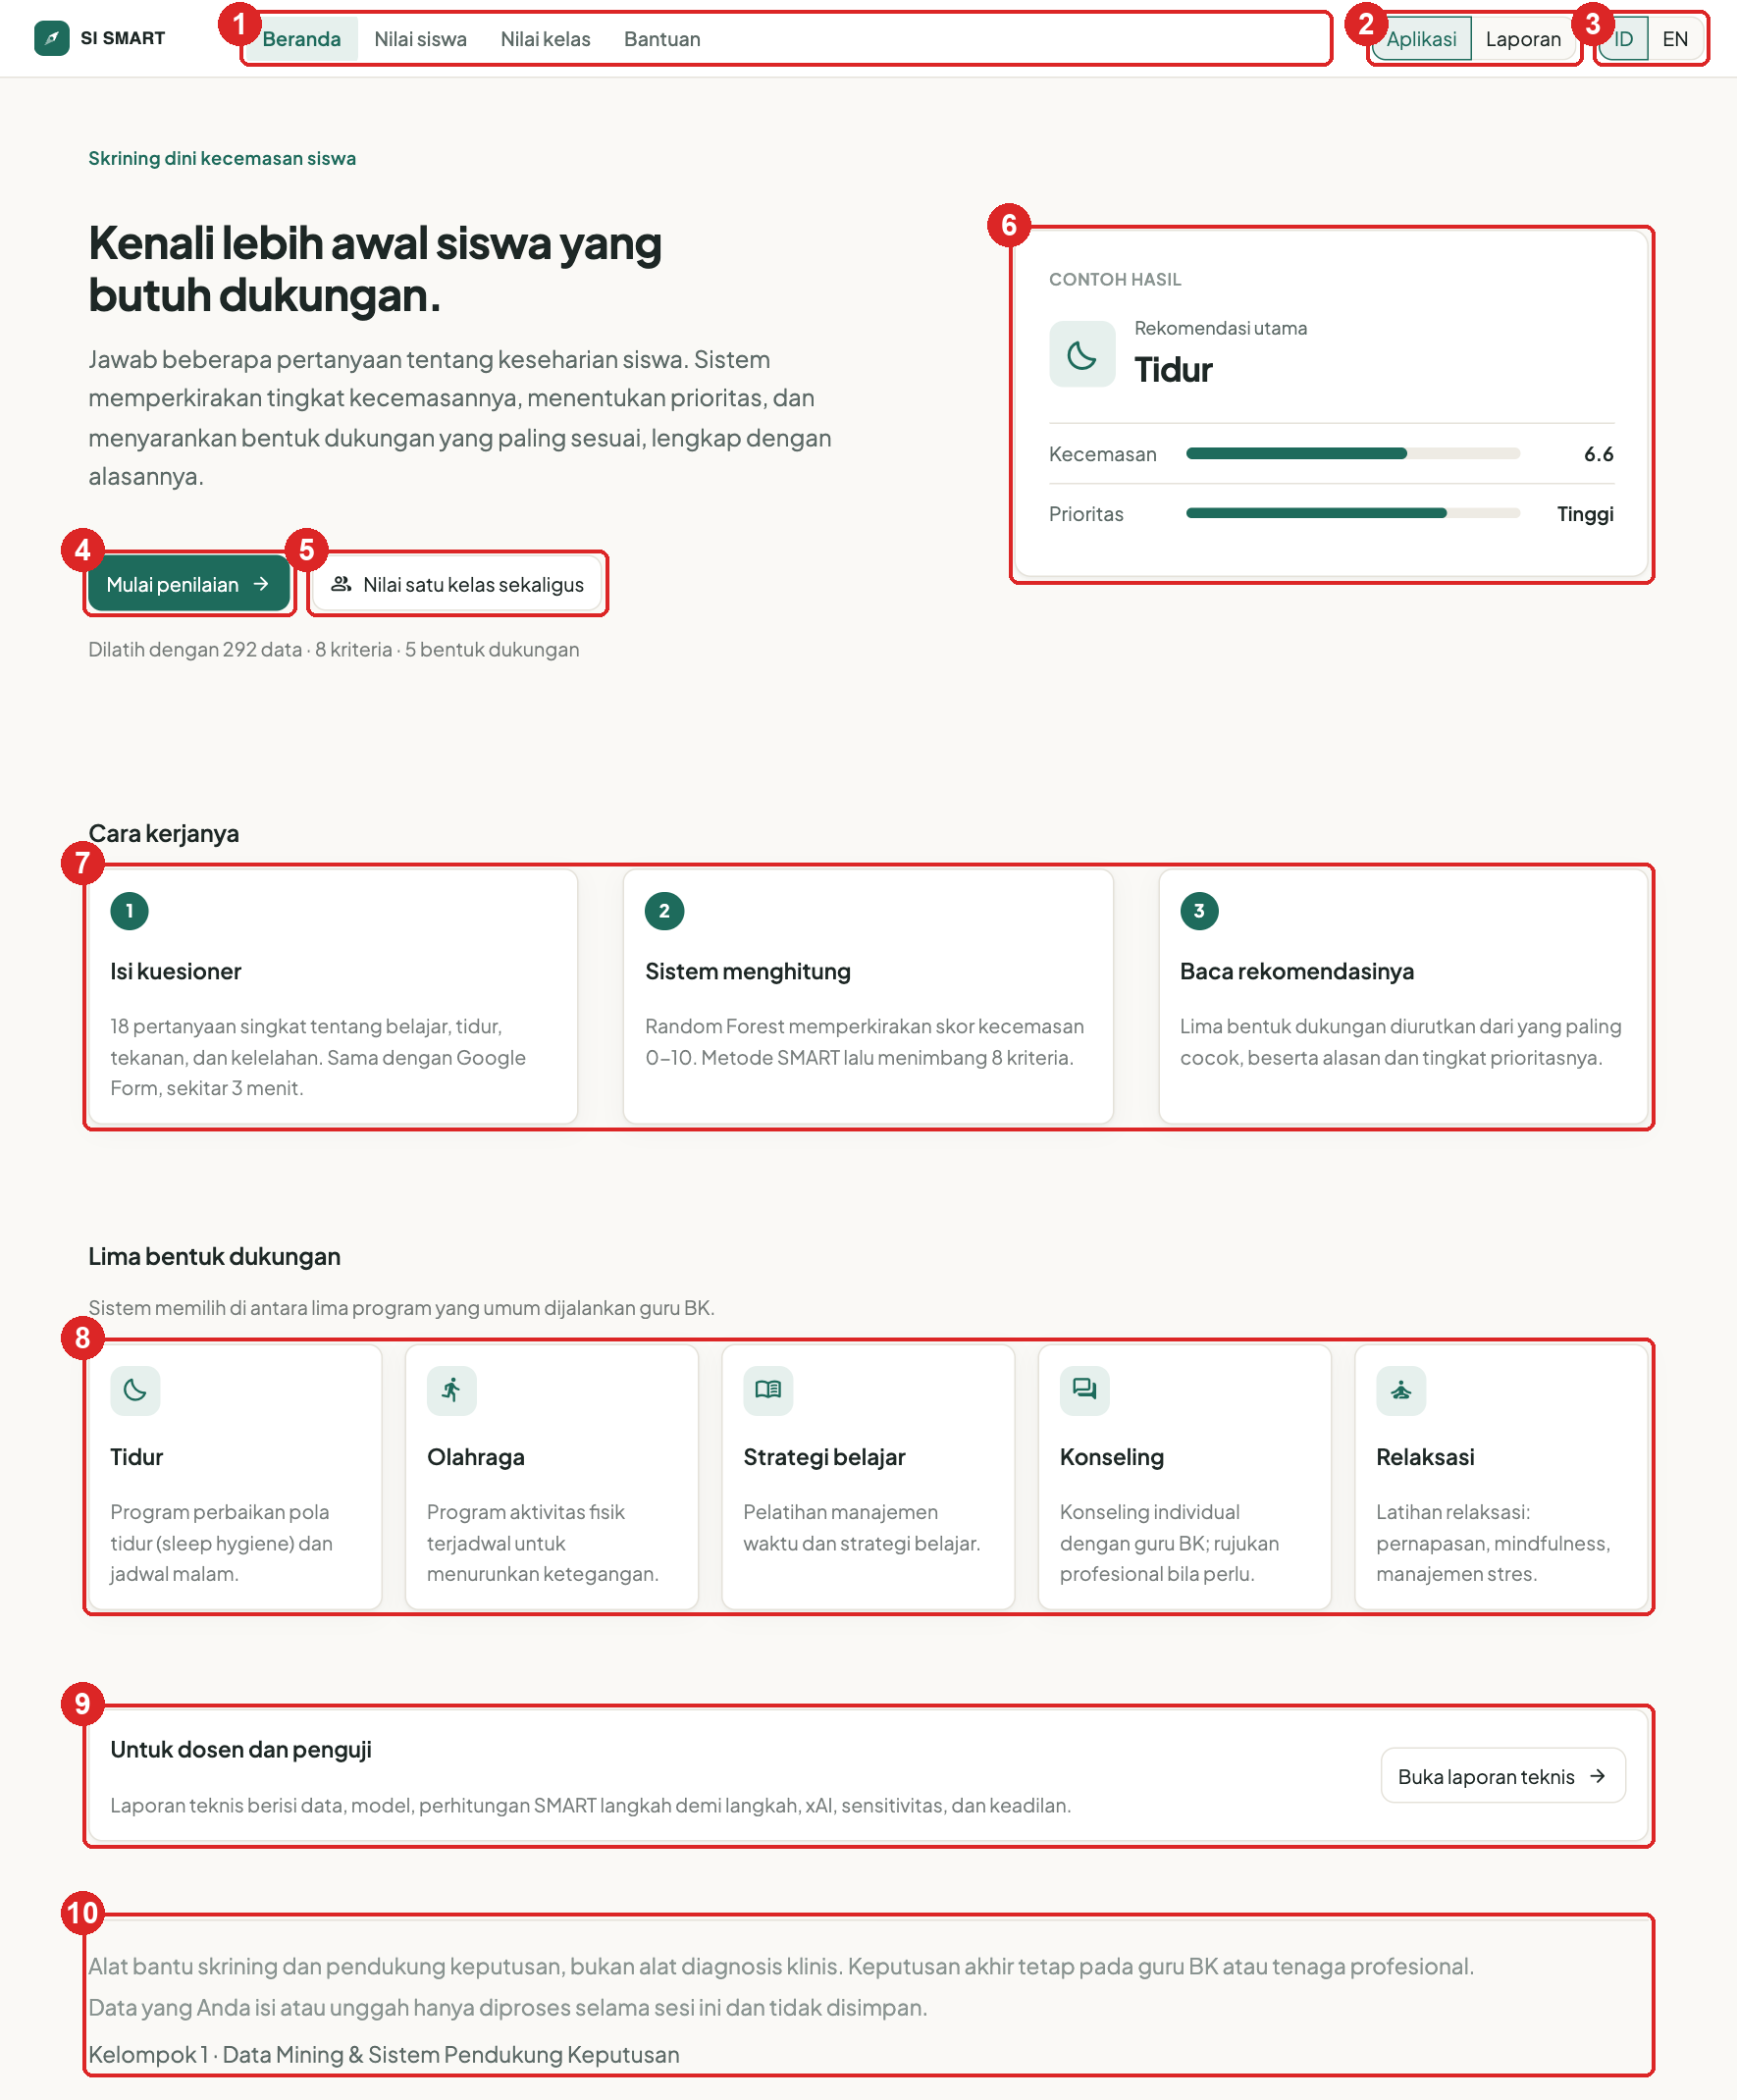 SI SMART
1 Beranda Nilai siswa Nilai kelas Bantuan
2 Aplikasi Laporan
3 ID EN
Skrining dini kecemasan siswa
Kenali lebih awal siswa yang
butuh dukungan.
Jawab beberapa pertanyaan tentang keseharian siswa. Sistem
memperkirakan tingkat kecemasannya, menentukan prioritas, dan
menyarankan bentuk dukungan yang paling sesuai, lengkap dengan
alasannya.
4 Mulai penilaian →
5 Nilai satu kelas sekaligus
Dilatih dengan 292 data · 8 kriteria · 5 bentuk dukungan
6
CONTOH HASIL
Rekomendasi utama
Tidur
Kecemasan 6.6
Prioritas Tinggi
Cara kerjanya
7
1
Isi kuesioner
18 pertanyaan singkat tentang belajar, tidur,
tekanan, dan kelelahan. Sama dengan Google
Form, sekitar 3 menit.
2
Sistem menghitung
Random Forest memperkirakan skor kecemasan
0–10. Metode SMART lalu menimbang 8 kriteria.
3
Baca rekomendasinya
Lima bentuk dukungan diurutkan dari yang paling
cocok, beserta alasan dan tingkat prioritasnya.
Lima bentuk dukungan
Sistem memilih di antara lima program yang umum dijalankan guru BK.
8
Tidur
Program perbaikan pola
tidur (sleep hygiene) dan
jadwal malam.
Olahraga
Program aktivitas fisik
terjadwal untuk
menurunkan ketegangan.
Strategi belajar
Pelatihan manajemen
waktu dan strategi belajar.
Konseling
Konseling individual
dengan guru BK; rujukan
profesional bila perlu.
Relaksasi
Latihan relaksasi:
pernapasan, mindfulness,
manajemen stres.
9
Untuk dosen dan penguji
Laporan teknis berisi data, model, perhitungan SMART langkah demi langkah, xAI, sensitivitas, dan keadilan.
Buka laporan teknis →
10
Alat bantu skrining dan pendukung keputusan, bukan alat diagnosis klinis. Keputusan akhir tetap pada guru BK atau tenaga profesional.
Data yang Anda isi atau unggah hanya diproses selama sesi ini dan tidak disimpan.
Kelompok 1 · Data Mining & Sistem Pendukung Keputusan